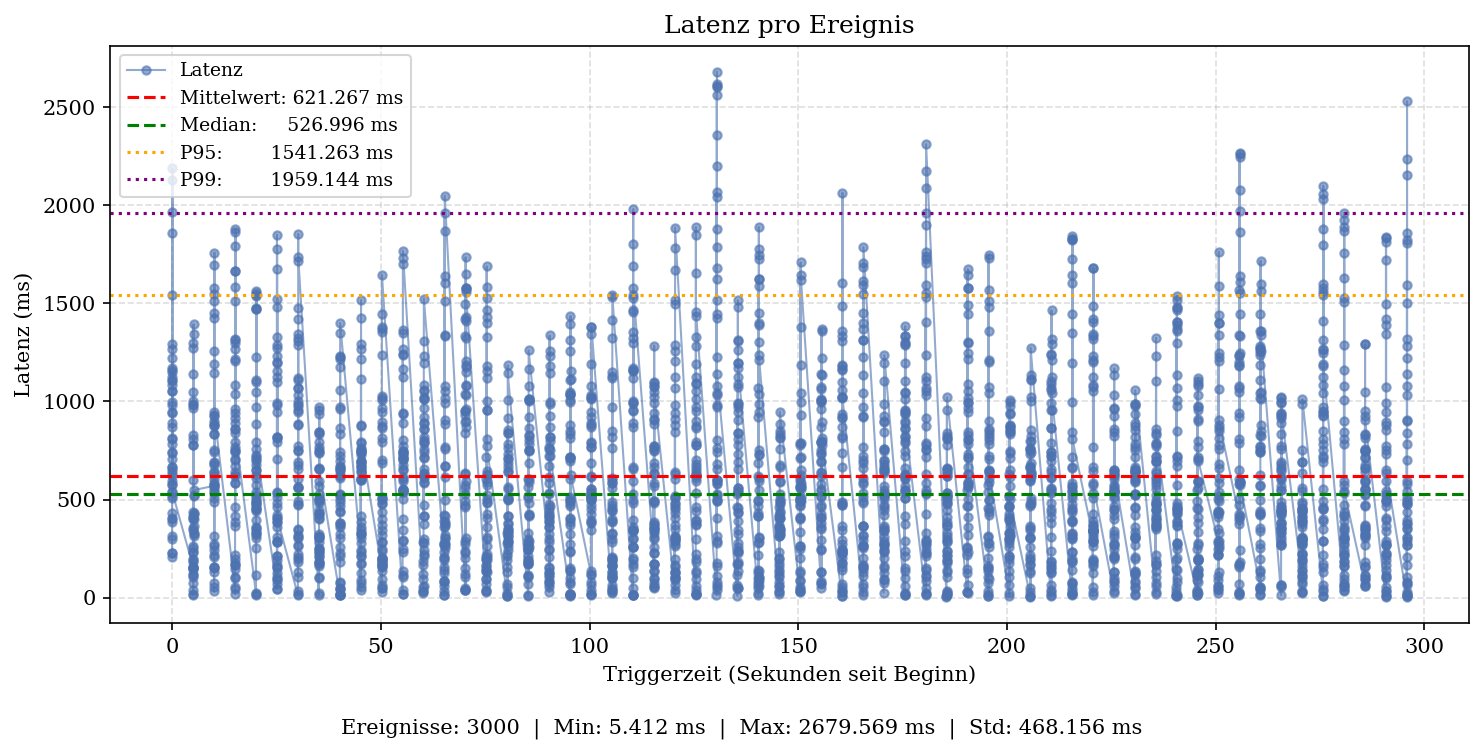 Latenz pro Ereignis
Latenz
Mittelwert: 621.267 ms
Median: 526.996 ms
P95: 1541.263 ms
P99: 1959.144 ms
Latenz (ms)
2500
2000
1500
1000
500
0
0 50 100 150 200 250 300
Triggerzeit (Sekunden seit Beginn)
Ereignisse: 3000 | Min: 5.412 ms | Max: 2679.569 ms | Std: 468.156 ms